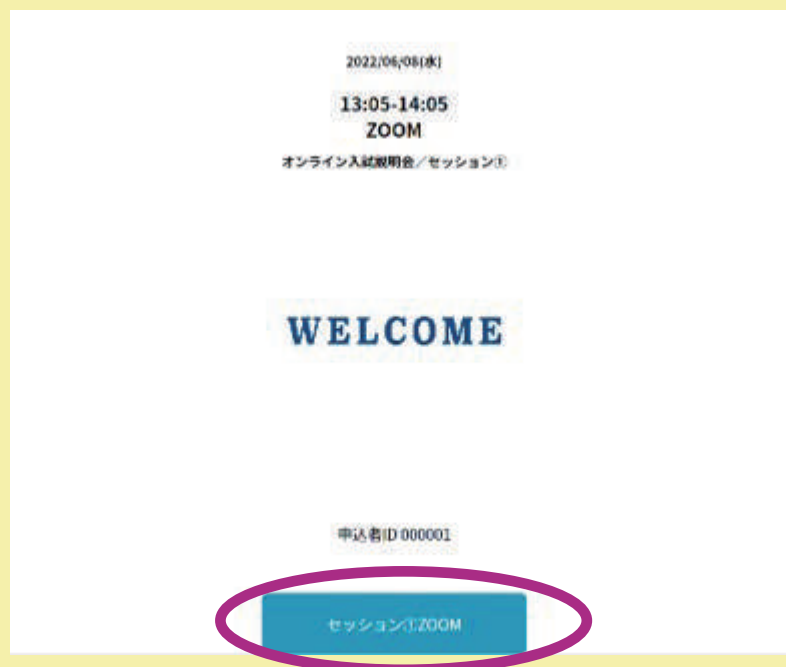 2022/06/08(水)
13:05-14:05
ZOOM
オンライン入試説明会／セッション①
WELCOME
申込者ID 000001
セッション①ZOOM